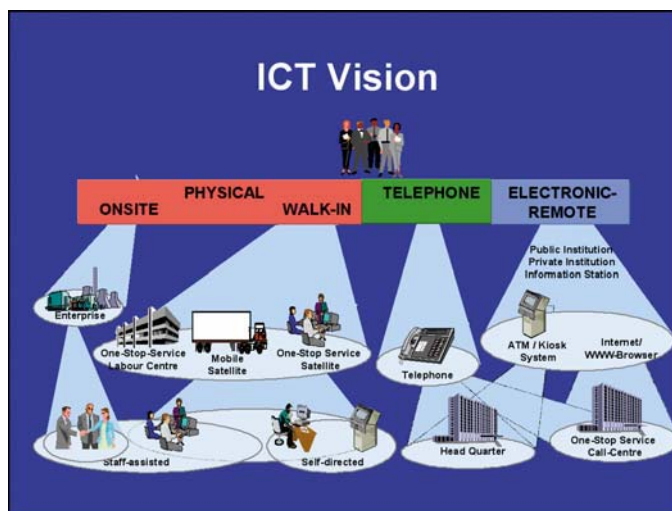 ICT Vision
PHYSICAL
ONSITE
WALK-IN
TELEPHONE
ELECTRONIC-
REMOTE
Public Institution
Private Institution
Information Station
Enterprise
One-Stop-Service
Labour Centre
Mobile
Satellite
One-Stop Service
Satellite
Telephone
ATM / Kiosk
System
Internet/
WWW-Browser
Staff-assisted
Self-directed
Head Quarter
One-Stop Service
Call-Centre